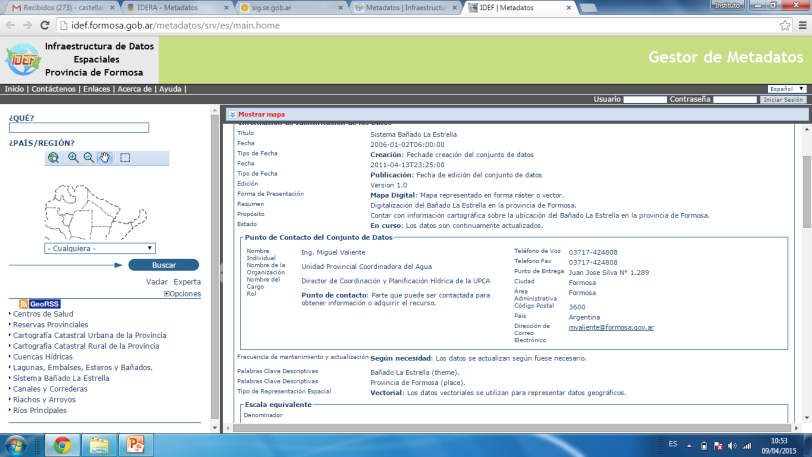 Recibidos (273) - castellan
IDERA - Metadatos
sig.se.gob.ar
Metadatos | Infraestructura
IDEF | Metadatos
Instituto
idef.formosa.gob.ar/metadatos/srv/es/main.home
IDEF
Infraestructura de Datos
Espaciales
Provincia de Formosa
Gestor de Metadatos
Inicio | Contáctenos | Enlaces | Acerca de | Ayuda |
Español
Usuario Contraseña Iniciar Sesión
¿QUÉ?
¿PAÍS/REGIÓN?
- Cualquiera -
Buscar
Vaciar Experta
Opciones
GeoRSS
Centros de Salud
Reservas Provinciales
Cartografía Catastral Urbana de la Provincia
Cartografía Catastral Rural de la Provincia
Cuencas Hídricas
Lagunas, Embalses, Esteros y Bañados.
Sistema Bañado La Estrella
Canales y Correderas
Riachos y Arroyos
Ríos Principales
Mostrar mapa
Información de Identificación de los Datos
Título Sistema Bañado La Estrella
Fecha 2006-01-02T06:00:00
Tipo de Fecha Creación: Fechade creación del conjunto de datos
Fecha 2011-04-13T23:25:00
Tipo de Fecha Publicación: Fecha de edición del conjunto de datos
Edición Version 1.0
Forma de Presentación Mapa Digital: Mapa representado en forma ráster o vector.
Resumen Digitalización del Bañado La Estrella en la provincia de Formosa.
Propósito Contar con información cartográfica sobre la ubicación del Bañado La Estrella en la provincia de Formosa.
Estado En curso: Los datos son continuamente actualizados.
Punto de Contacto del Conjunto de Datos
Nombre Individual Ing. Miguel Valiente
Nombre de la Organización Unidad Provincial Coordinadora del Agua
Nombre del Cargo Director de Coordinación y Planificación Hídrica de la UPCA
Rol Punto de contacto: Parte que puede ser contactada para
obtener información o adquirir el recurso.
Teléfono de Voz 03717-424808
Telefono Fax 03717-424808
Punto de Entrega Juan Jose Silva N° 1.289
Ciudad Formosa
Área Administrativa Formosa
Código Postal 3600
País Argentina
Dirección de Correo Electrónico mvaliente@formosa.gov.ar
Frecuencia de mantenimiento y actualización Según necesidad: Los datos se actualizan según fuese necesario.
Palabras Clave Descriptivas Bañado La Estrella (theme).
Palabras Clave Descriptivas Provincia de Formosa (place).
Tipo de Representación Espacial Vectorial: Los datos vectoriales se utilizan para representar datos geográficos.
Escala equivalente
Denominador
ES
10:53
09/04/2015